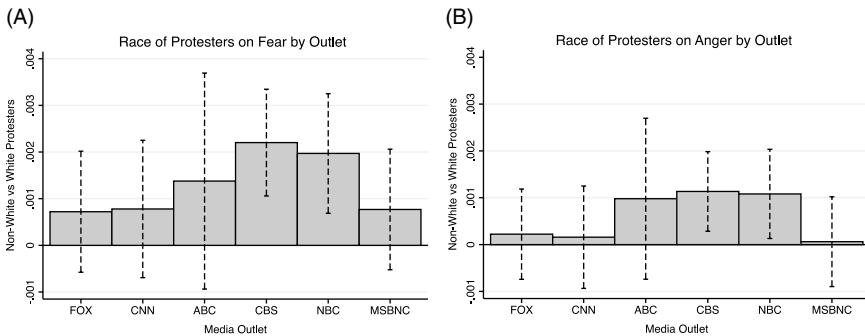 (A)
Race of Protesters on Fear by Outlet
Non-White vs White Protesters
.004
.003
.002
.001
0
-.001
FOX CNN ABC CBS NBC MSBNC
Media Outlet
(B)
Race of Protesters on Anger by Outlet
Non-White vs White Protesters
.004
.003
.002
.001
0
-.001
FOX CNN ABC CBS NBC MSBNC
Media Outlet